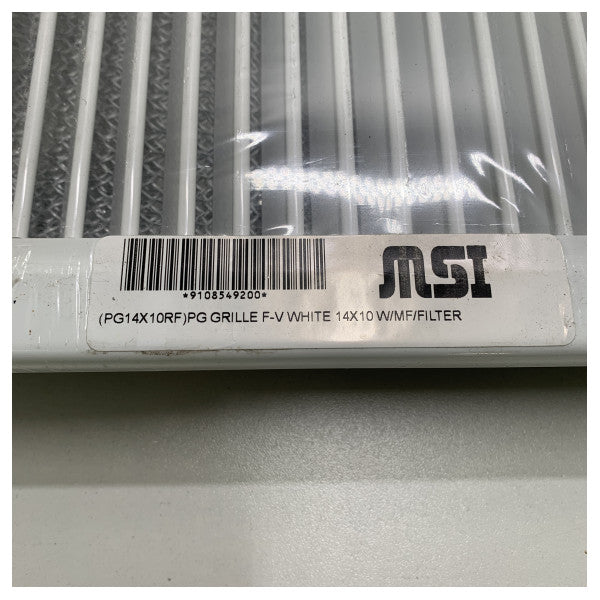 MSI
*9108549200*
(PG14X10RF)PG GRILLE F-V WHITE 14X10 W/MF/FILTER